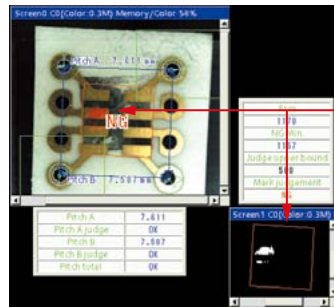 Screen0 C0(Color:0.3M) Memory/Color 56%
Pitch A 7.611 mm
NG
Pitch B 7.587 mm
1178
NG Min.
1167
Judge upper bound
500
Mark judgement
NG
Pitch A 7.611
Pitch A judge OK
Pitch B 7.587
Pitch B judge OK
Pitch total OK
Screen1 C0(Color:0.3M)